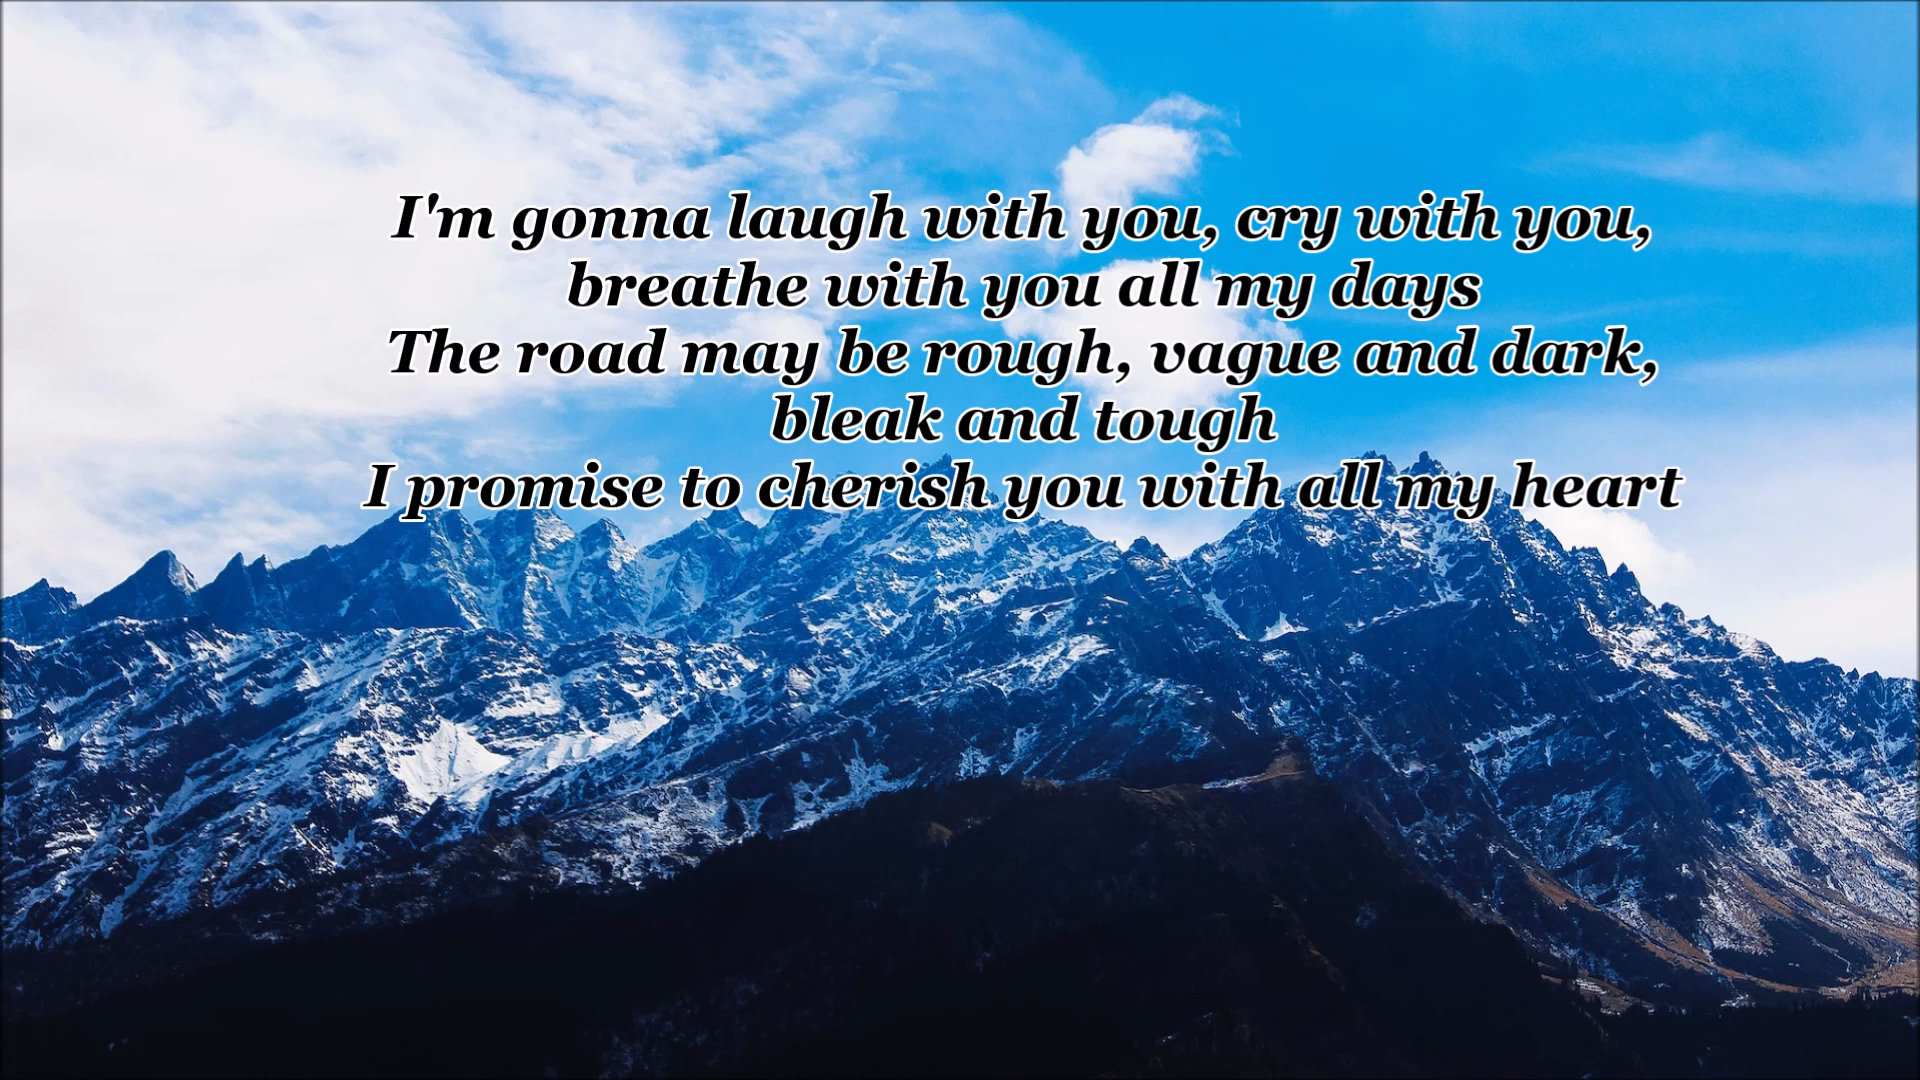 I'm gonna laugh with you, cry with you,
breathe with you all my days
The road may be rough, vague and dark,
bleak and tough
I promise to cherish you with all my heart